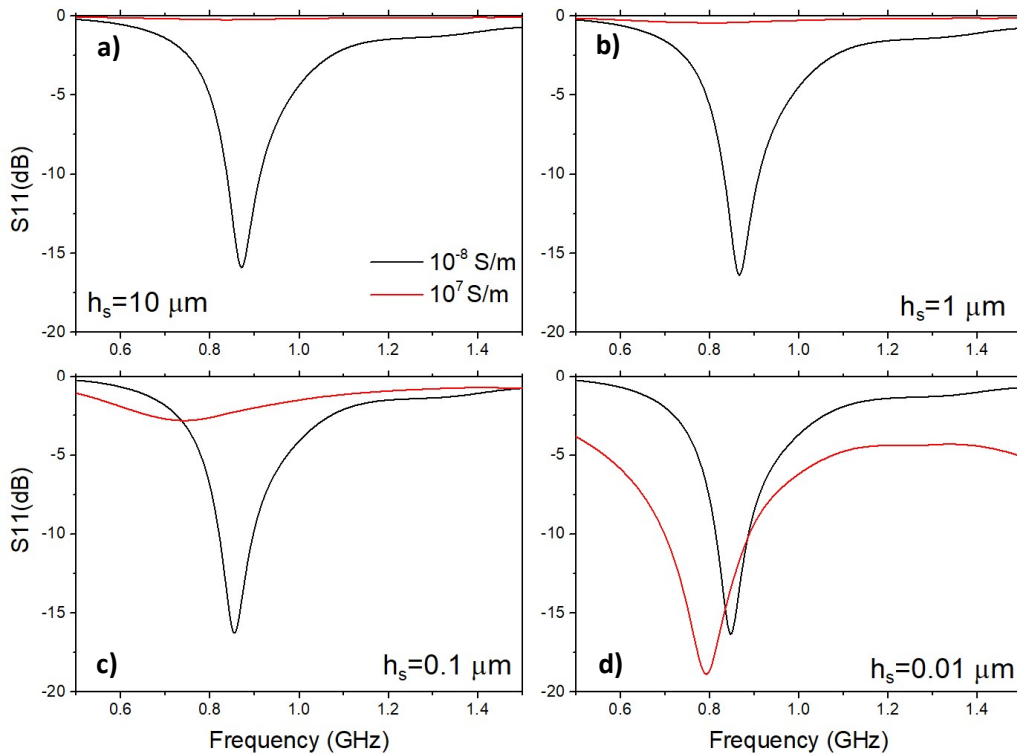 a)
b)
S11(dB)
0
-5
-10
-15
-20
10⁻⁸ S/m
10⁷ S/m
hₛ=10 μm
hₛ=1 μm
0.6 0.8 1.0 1.2 1.4
0
-5
-10
-15
-20
0.6 0.8 1.0 1.2 1.4
S11(dB)
0
-5
-10
-15
-20
c)
hₛ=0.1 μm
0.6 0.8 1.0 1.2 1.4
Frequency (GHz)
0
-5
-10
-15
-20
d)
hₛ=0.01 μm
0.6 0.8 1.0 1.2 1.4
Frequency (GHz)